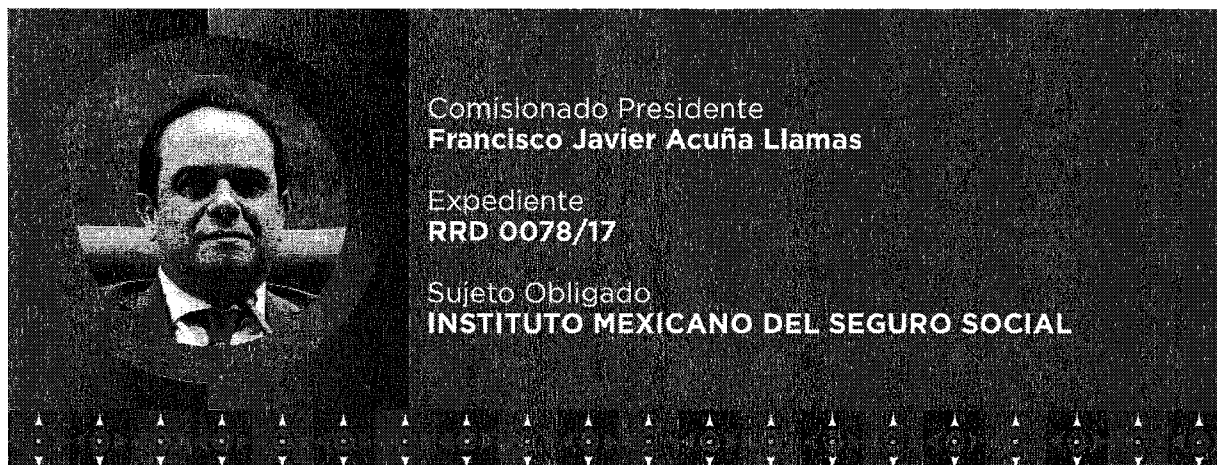 Comisionado Presidente
Francisco Javier Acuña Llamas
Expediente
RRD 0078/17
Sujeto Obligado
INSTITUTO MEXICANO DEL SEGURO SOCIAL